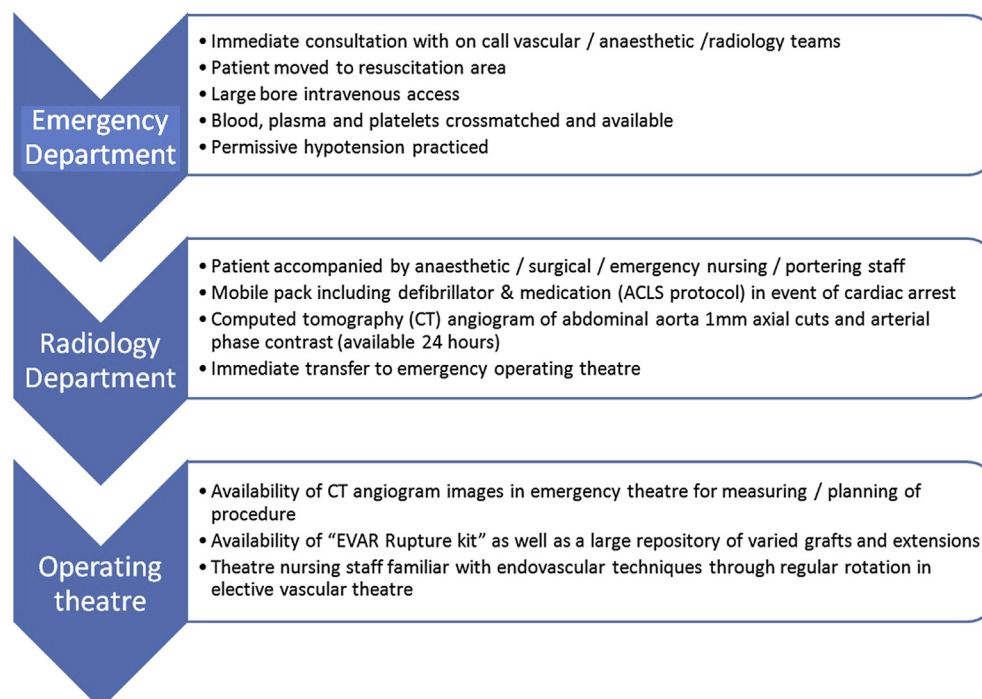 Emergency
Department
• Immediate consultation with on call vascular / anaesthetic /radiology teams
• Patient moved to resuscitation area
• Large bore intravenous access
• Blood, plasma and platelets crossmatched and available
• Permissive hypotension practiced
Radiology
Department
• Patient accompanied by anaesthetic / surgical / emergency nursing / portering staff
• Mobile pack including defibrillator & medication (ACLS protocol) in event of cardiac arrest
• Computed tomography (CT) angiogram of abdominal aorta 1mm axial cuts and arterial
phase contrast (available 24 hours)
• Immediate transfer to emergency operating theatre
Operating
theatre
• Availability of CT angiogram images in emergency theatre for measuring / planning of
procedure
• Availability of “EVAR Rupture kit” as well as a large repository of varied grafts and extensions
• Theatre nursing staff familiar with endovascular techniques through regular rotation in
elective vascular theatre